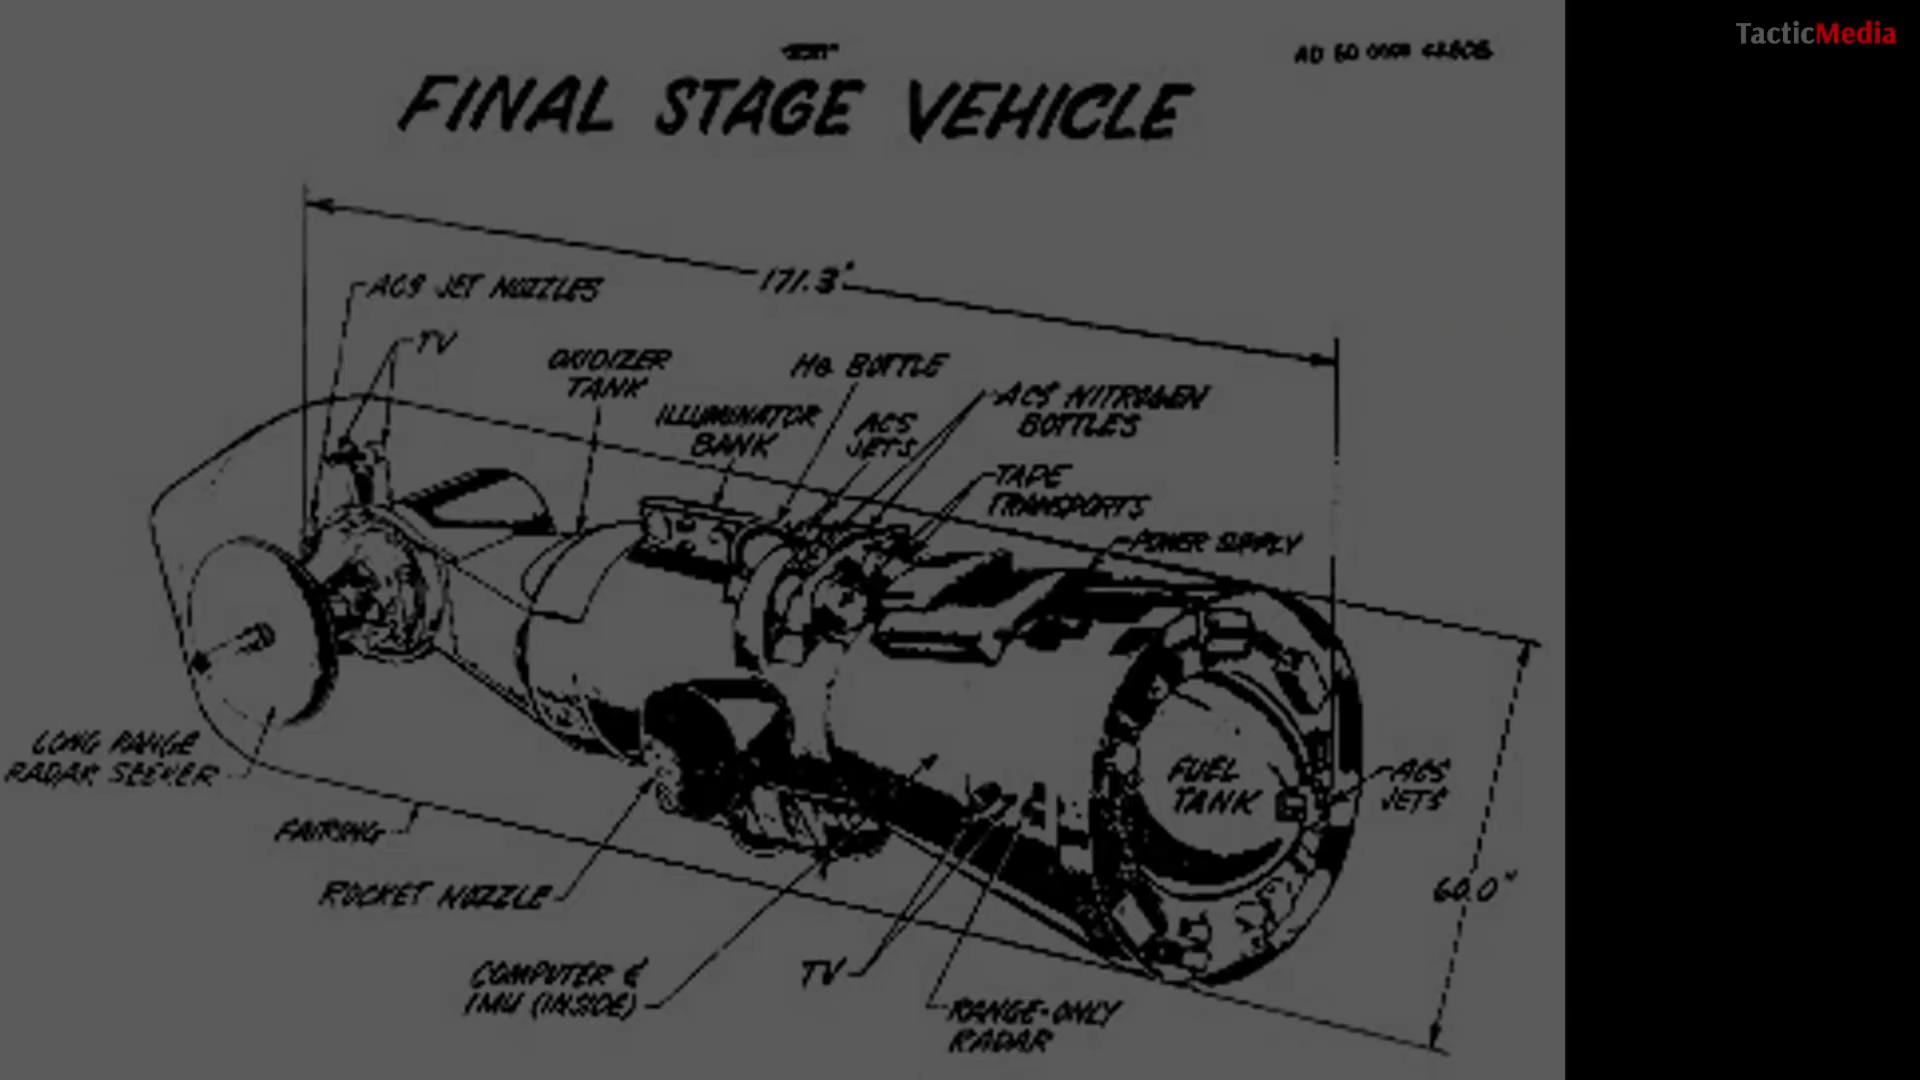 TacticMedia
FINAL STAGE VEHICLE
171.3"
ACS JET NOZZLES
TV
OXIDIZER
TANK
He BOTTLE
ILLUMINATOR
BANK
ACS
JETS
ACS NITROGEN
BOTTLES
TAPE
TRANSPORTS
POWER SUPPLY
LONG RANGE
RADAR SEEKER
FUEL
TANK
ACS
JETS
FAIRING
ROCKET NOZZLE
60.0"
COMPUTER &
IMU (INSIDE)
TV
RANGE-ONLY
RADAR